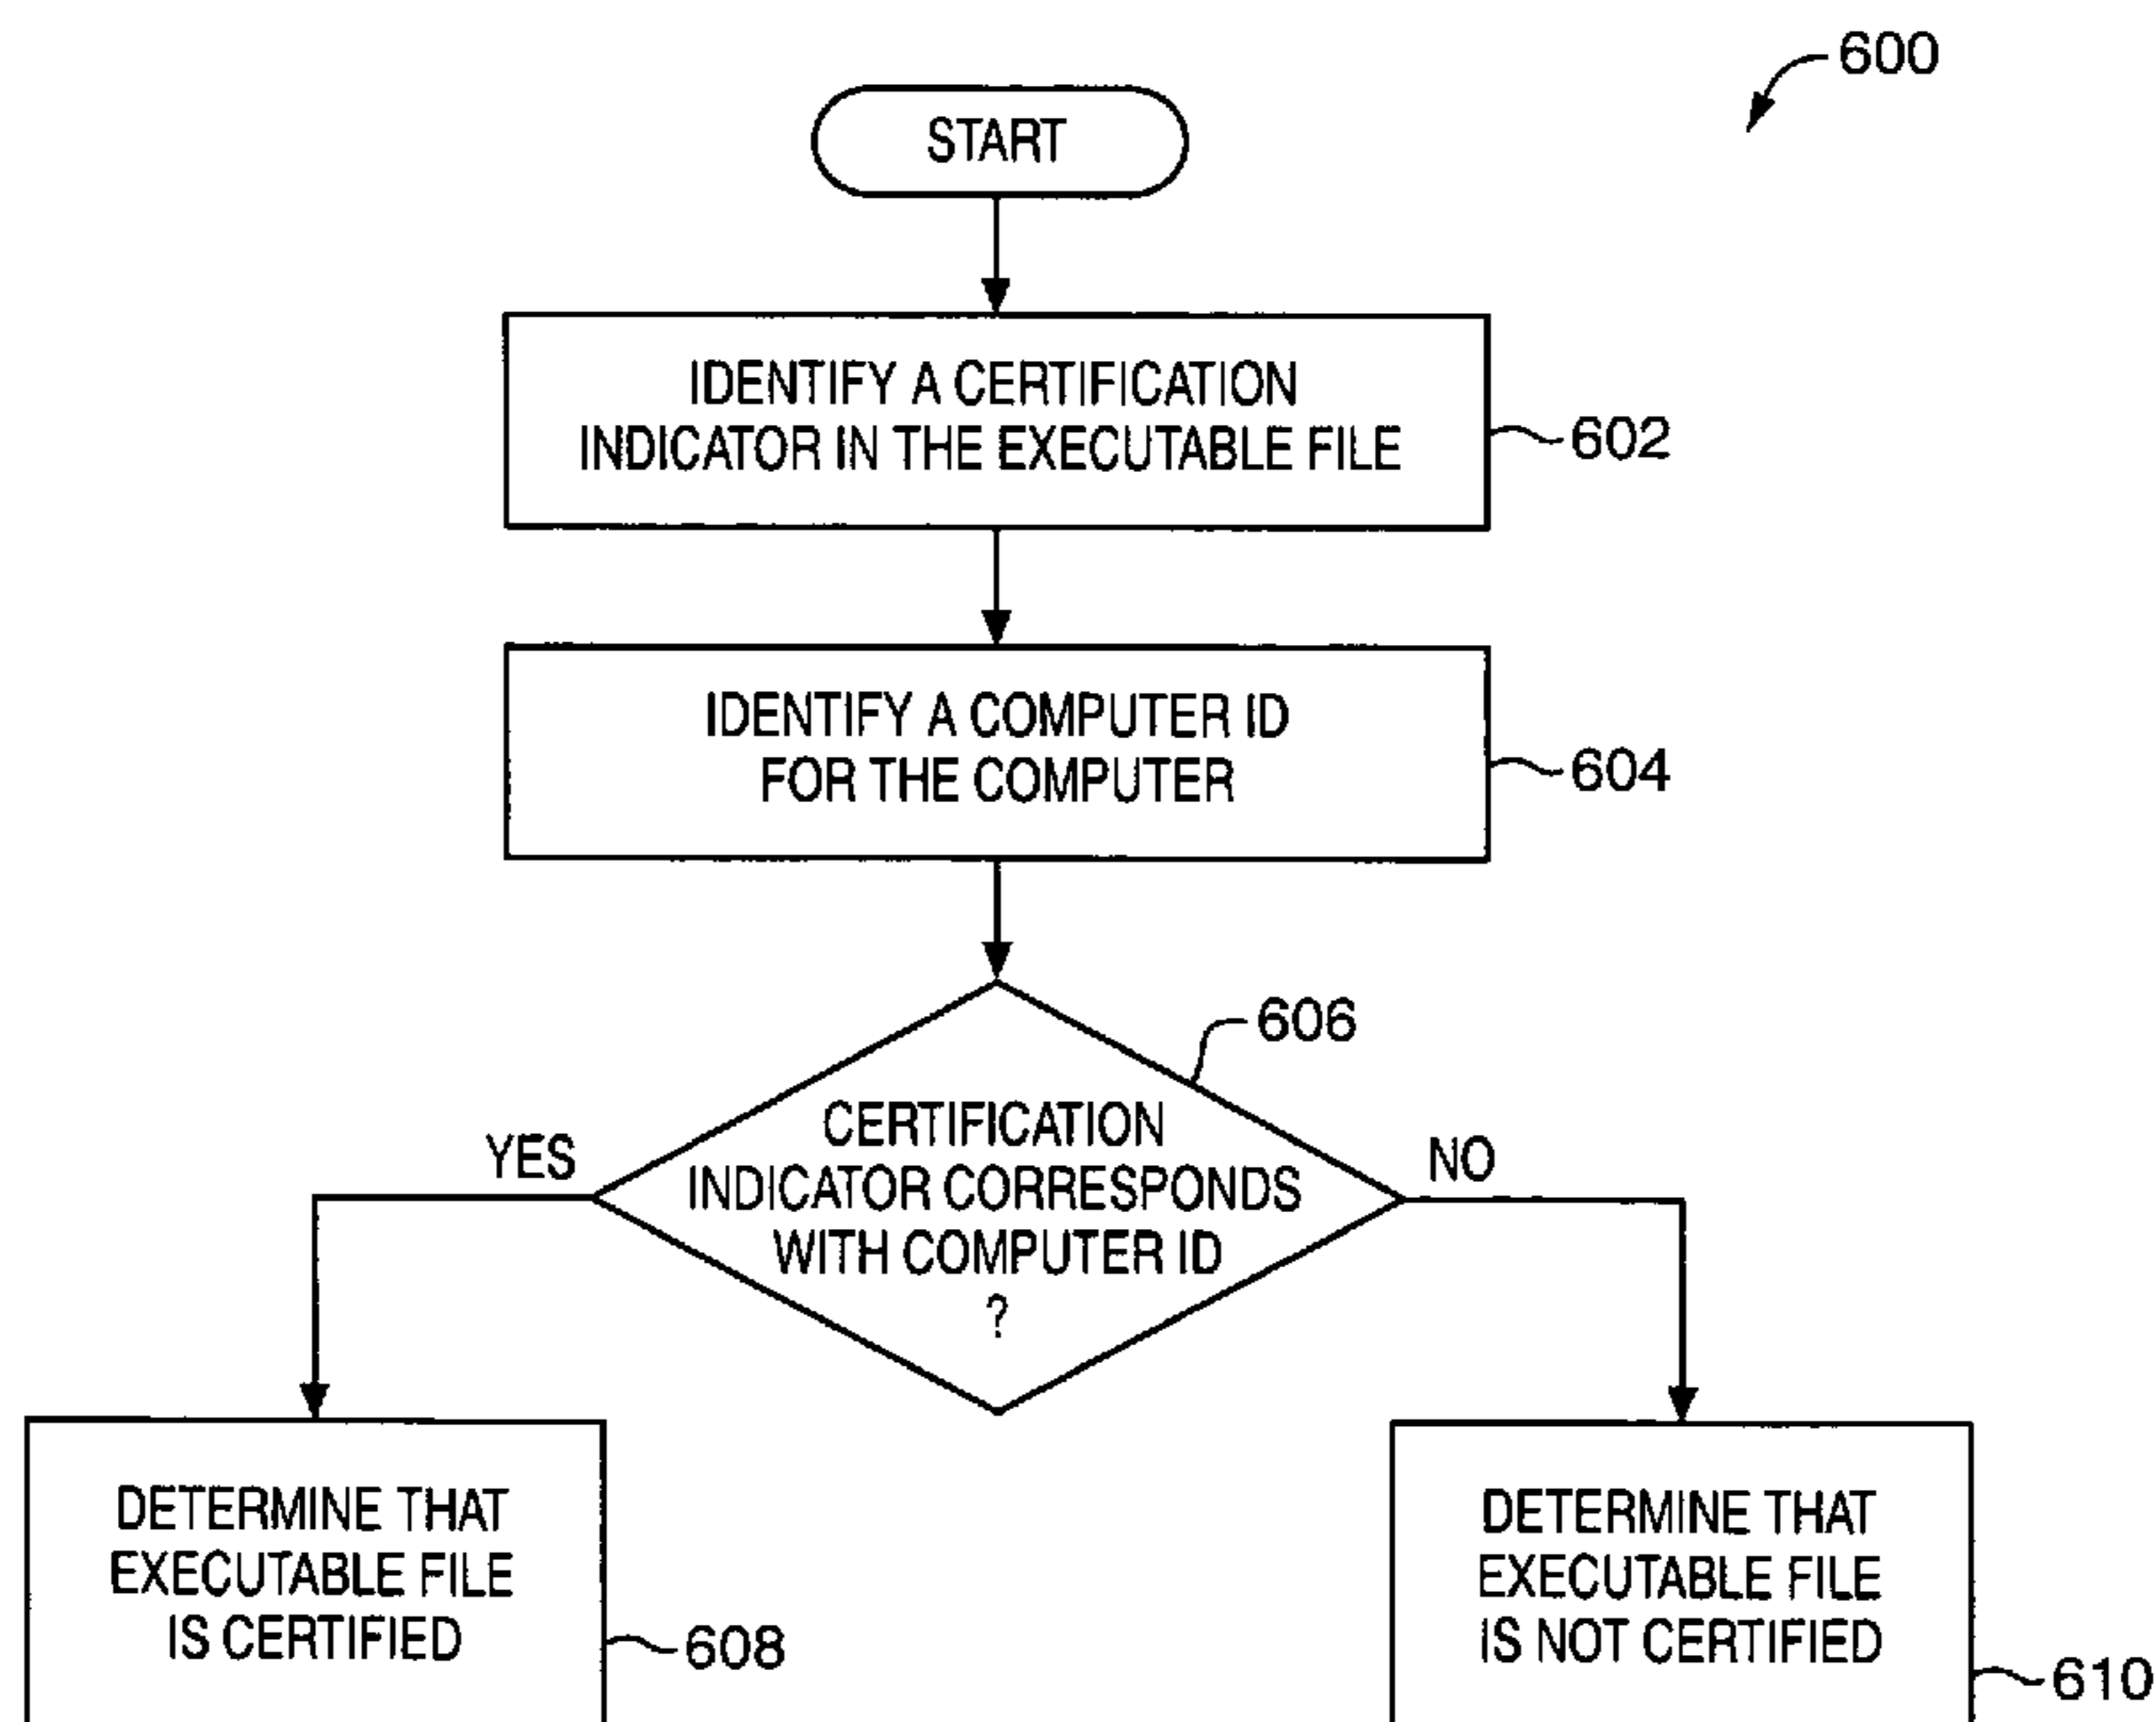 600
START
IDENTIFY A CERTIFICATION
INDICATOR IN THE EXECUTABLE FILE
602
IDENTIFY A COMPUTER ID
FOR THE COMPUTER
604
606
CERTIFICATION
INDICATOR CORRESPONDS
WITH COMPUTER ID
?
YES
NO
DETERMINE THAT
EXECUTABLE FILE
IS CERTIFIED
608
DETERMINE THAT
EXECUTABLE FILE
IS NOT CERTIFIED
610